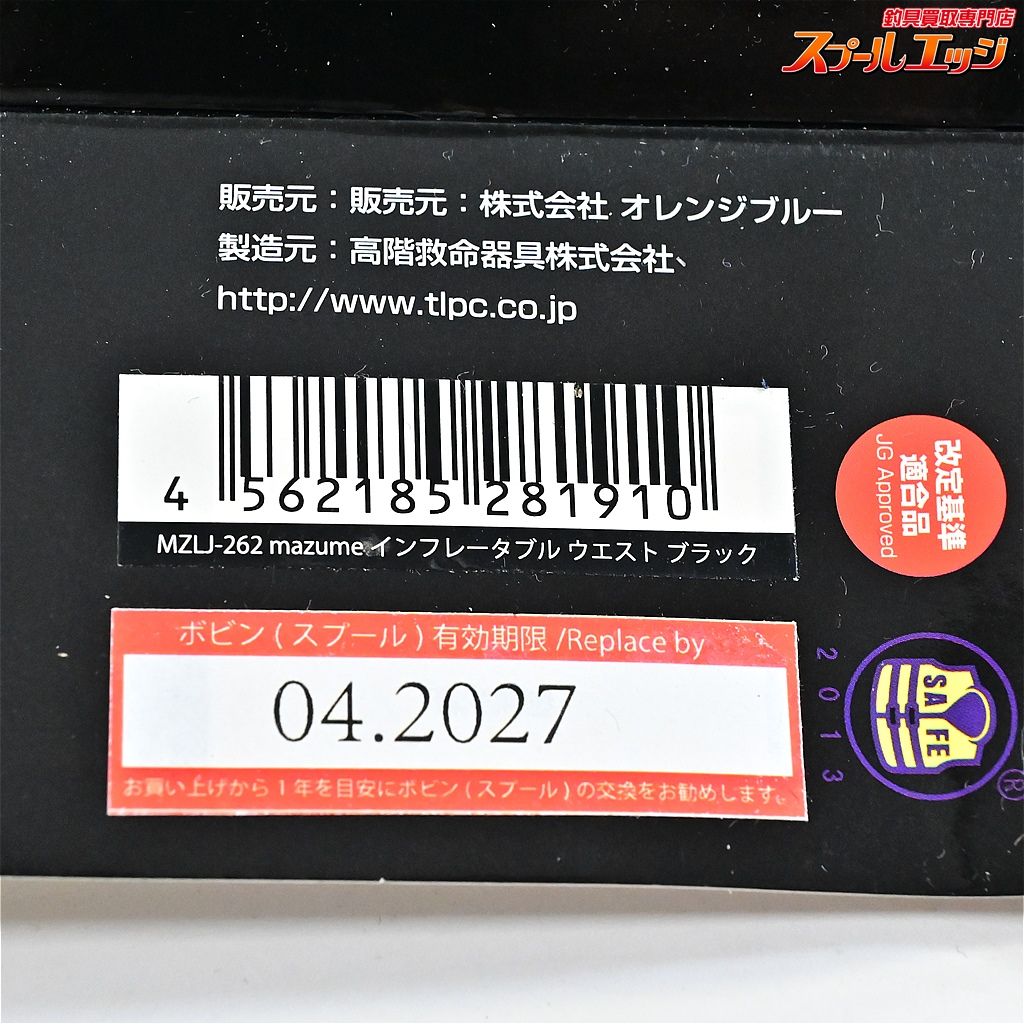 釣具買取専門店
スプールエッジ
販売元：販売元：株式会社 オレンジブルー
製造元：高階救命器具株式会社、
http://www.tlpc.co.jp
4 562185 281910
MZLJ-262 mazume インフレータブル ウエスト ブラック
改定基準
適合品
JG Approved
ボビン ( スプール ) 有効期限 /Replace by
04.2027
お買い上げから 1 年を目安にボビン ( スプール ) の交換をお勧めします。
2013
SAFE
®